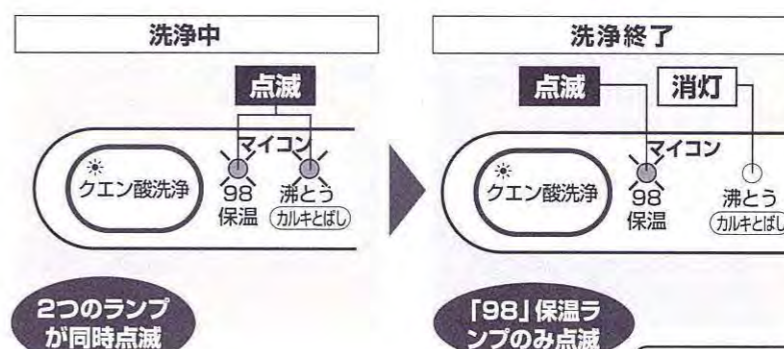 洗浄中
点滅
マイコン
クエン酸洗浄
98
保温
沸とう
カルキとばし
2つのランプ
が同時点滅
洗浄終了
点滅
消灯
マイコン
クエン酸洗浄
98
保温
沸とう
カルキとばし
「98」保温ラ
ンプのみ点滅